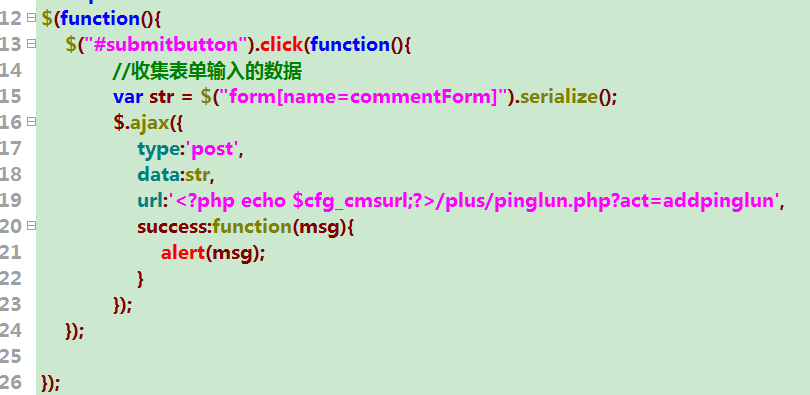 12 $(function(){
13 $("#submitbutton").click(function(){
14 //收集表单输入的数据
15 var str = $("form[name=commentForm]").serialize();
16 $.ajax({
17 type:'post',
18 data:str,
19 url:'<?php echo $cfg_cmsurl;?>/plus/pinglun.php?act=addpinglun',
20 success:function(msg){
21 alert(msg);
22 }
23 });
24 });
25
26 });